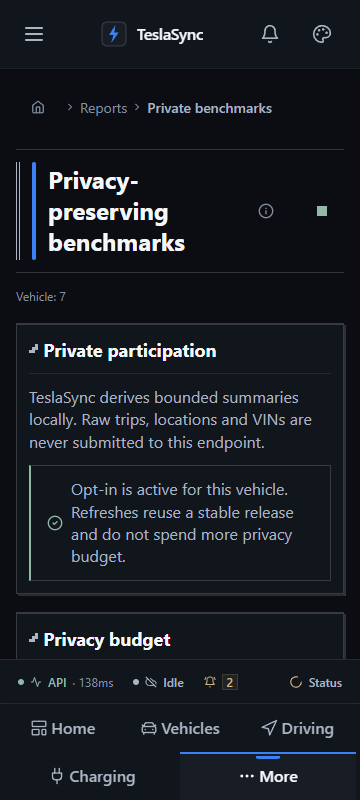 TeslaSync
Reports > Private benchmarks
Privacy-
preserving
benchmarks
Vehicle: 7
Private participation
TeslaSync derives bounded summaries
locally. Raw trips, locations and VINs are
never submitted to this endpoint.
Opt-in is active for this vehicle.
Refreshes reuse a stable release
and do not spend more privacy
budget.
Privacy budget
API · 138ms Idle 2 Status
Home Vehicles Driving
Charging More